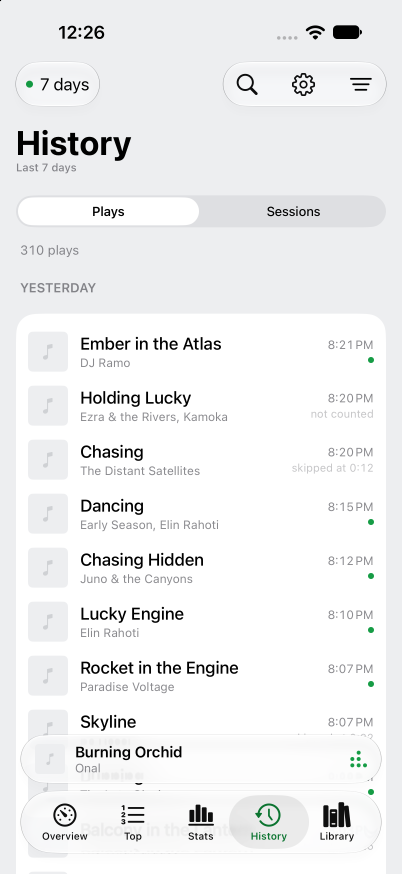 12:26
7 days
History
Last 7 days
Plays
Sessions
310 plays
YESTERDAY
Ember in the Atlas
8:21 PM
DJ Ramo
Holding Lucky
8:20 PM
Ezra & the Rivers, Kamoka
not counted
Chasing
8:20 PM
The Distant Satellites
skipped at 0:12
Dancing
8:15 PM
Early Season, Elin Rahoti
Chasing Hidden
8:12 PM
Juno & the Canyons
Lucky Engine
8:10 PM
Elin Rahoti
Rocket in the Engine
8:07 PM
Paradise Voltage
Skyline
8:07 PM
Burning Orchid
Onal
1
2
3
Overview
Top
Stats
History
Library